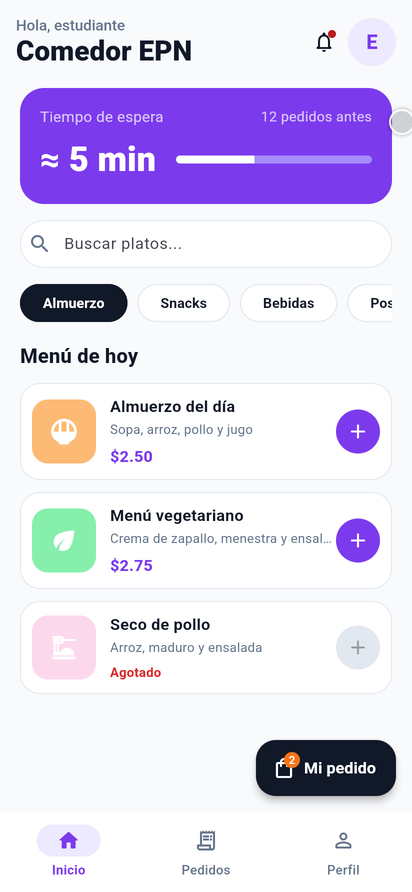 Hola, estudiante
Comedor EPN
E
Tiempo de espera
12 pedidos antes
≈ 5 min
Buscar platos...
Almuerzo
Snacks
Bebidas
Pos
Menú de hoy
Almuerzo del día
Sopa, arroz, pollo y jugo
$2.50
Menú vegetariano
Crema de zapallo, menestra y ensal...
$2.75
Seco de pollo
Arroz, maduro y ensalada
Agotado
2
Mi pedido
Inicio
Pedidos
Perfil